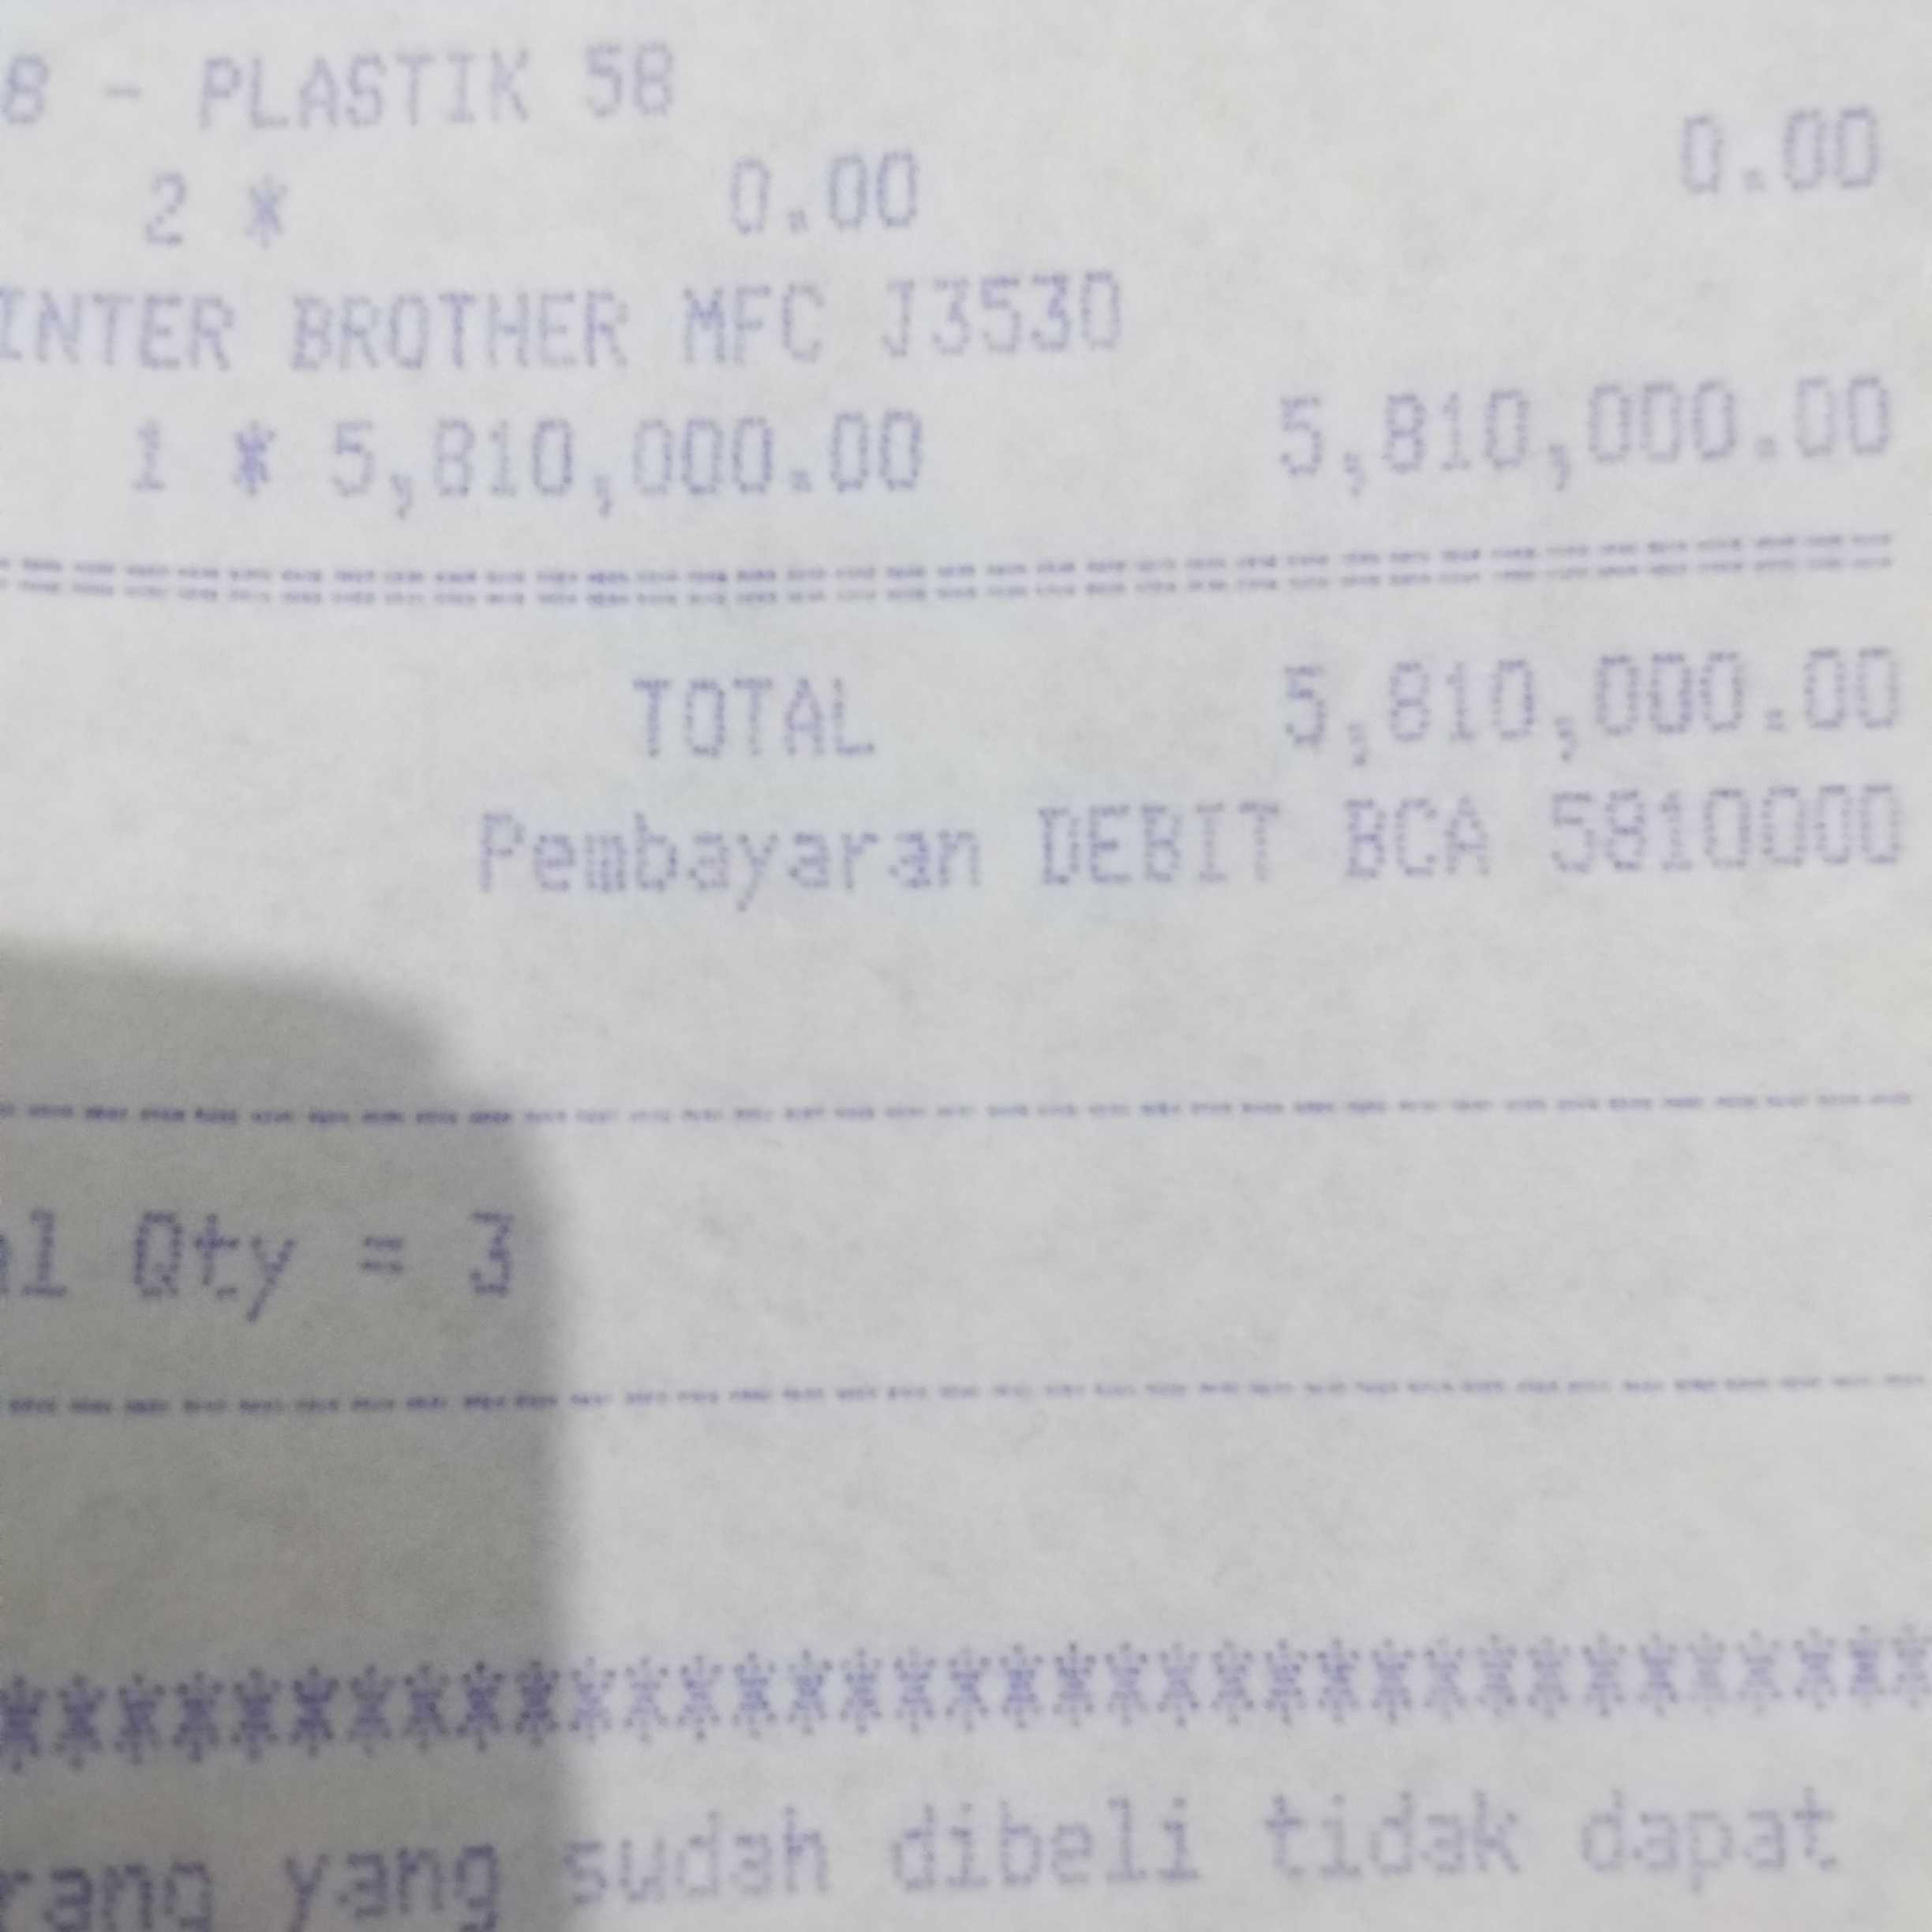 8 - PLASTIK 58
2 * 0.00 0.00
INTER BROTHER MFC J3530
1 * 5,810,000.00 5,810,000.00
TOTAL 5,810,000.00
Pembayaran DEBIT BCA 5810000
al Qty = 3
***********************************
rang yang sudah dibeli tidak dapat